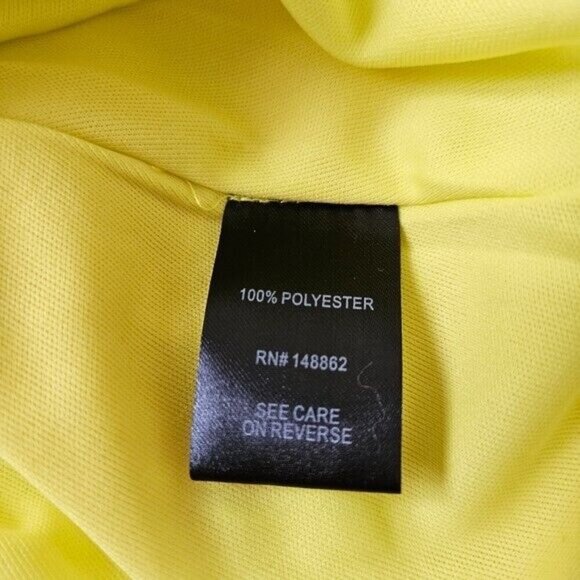 100% POLYESTER
RN# 148862
SEE CARE
ON REVERSE